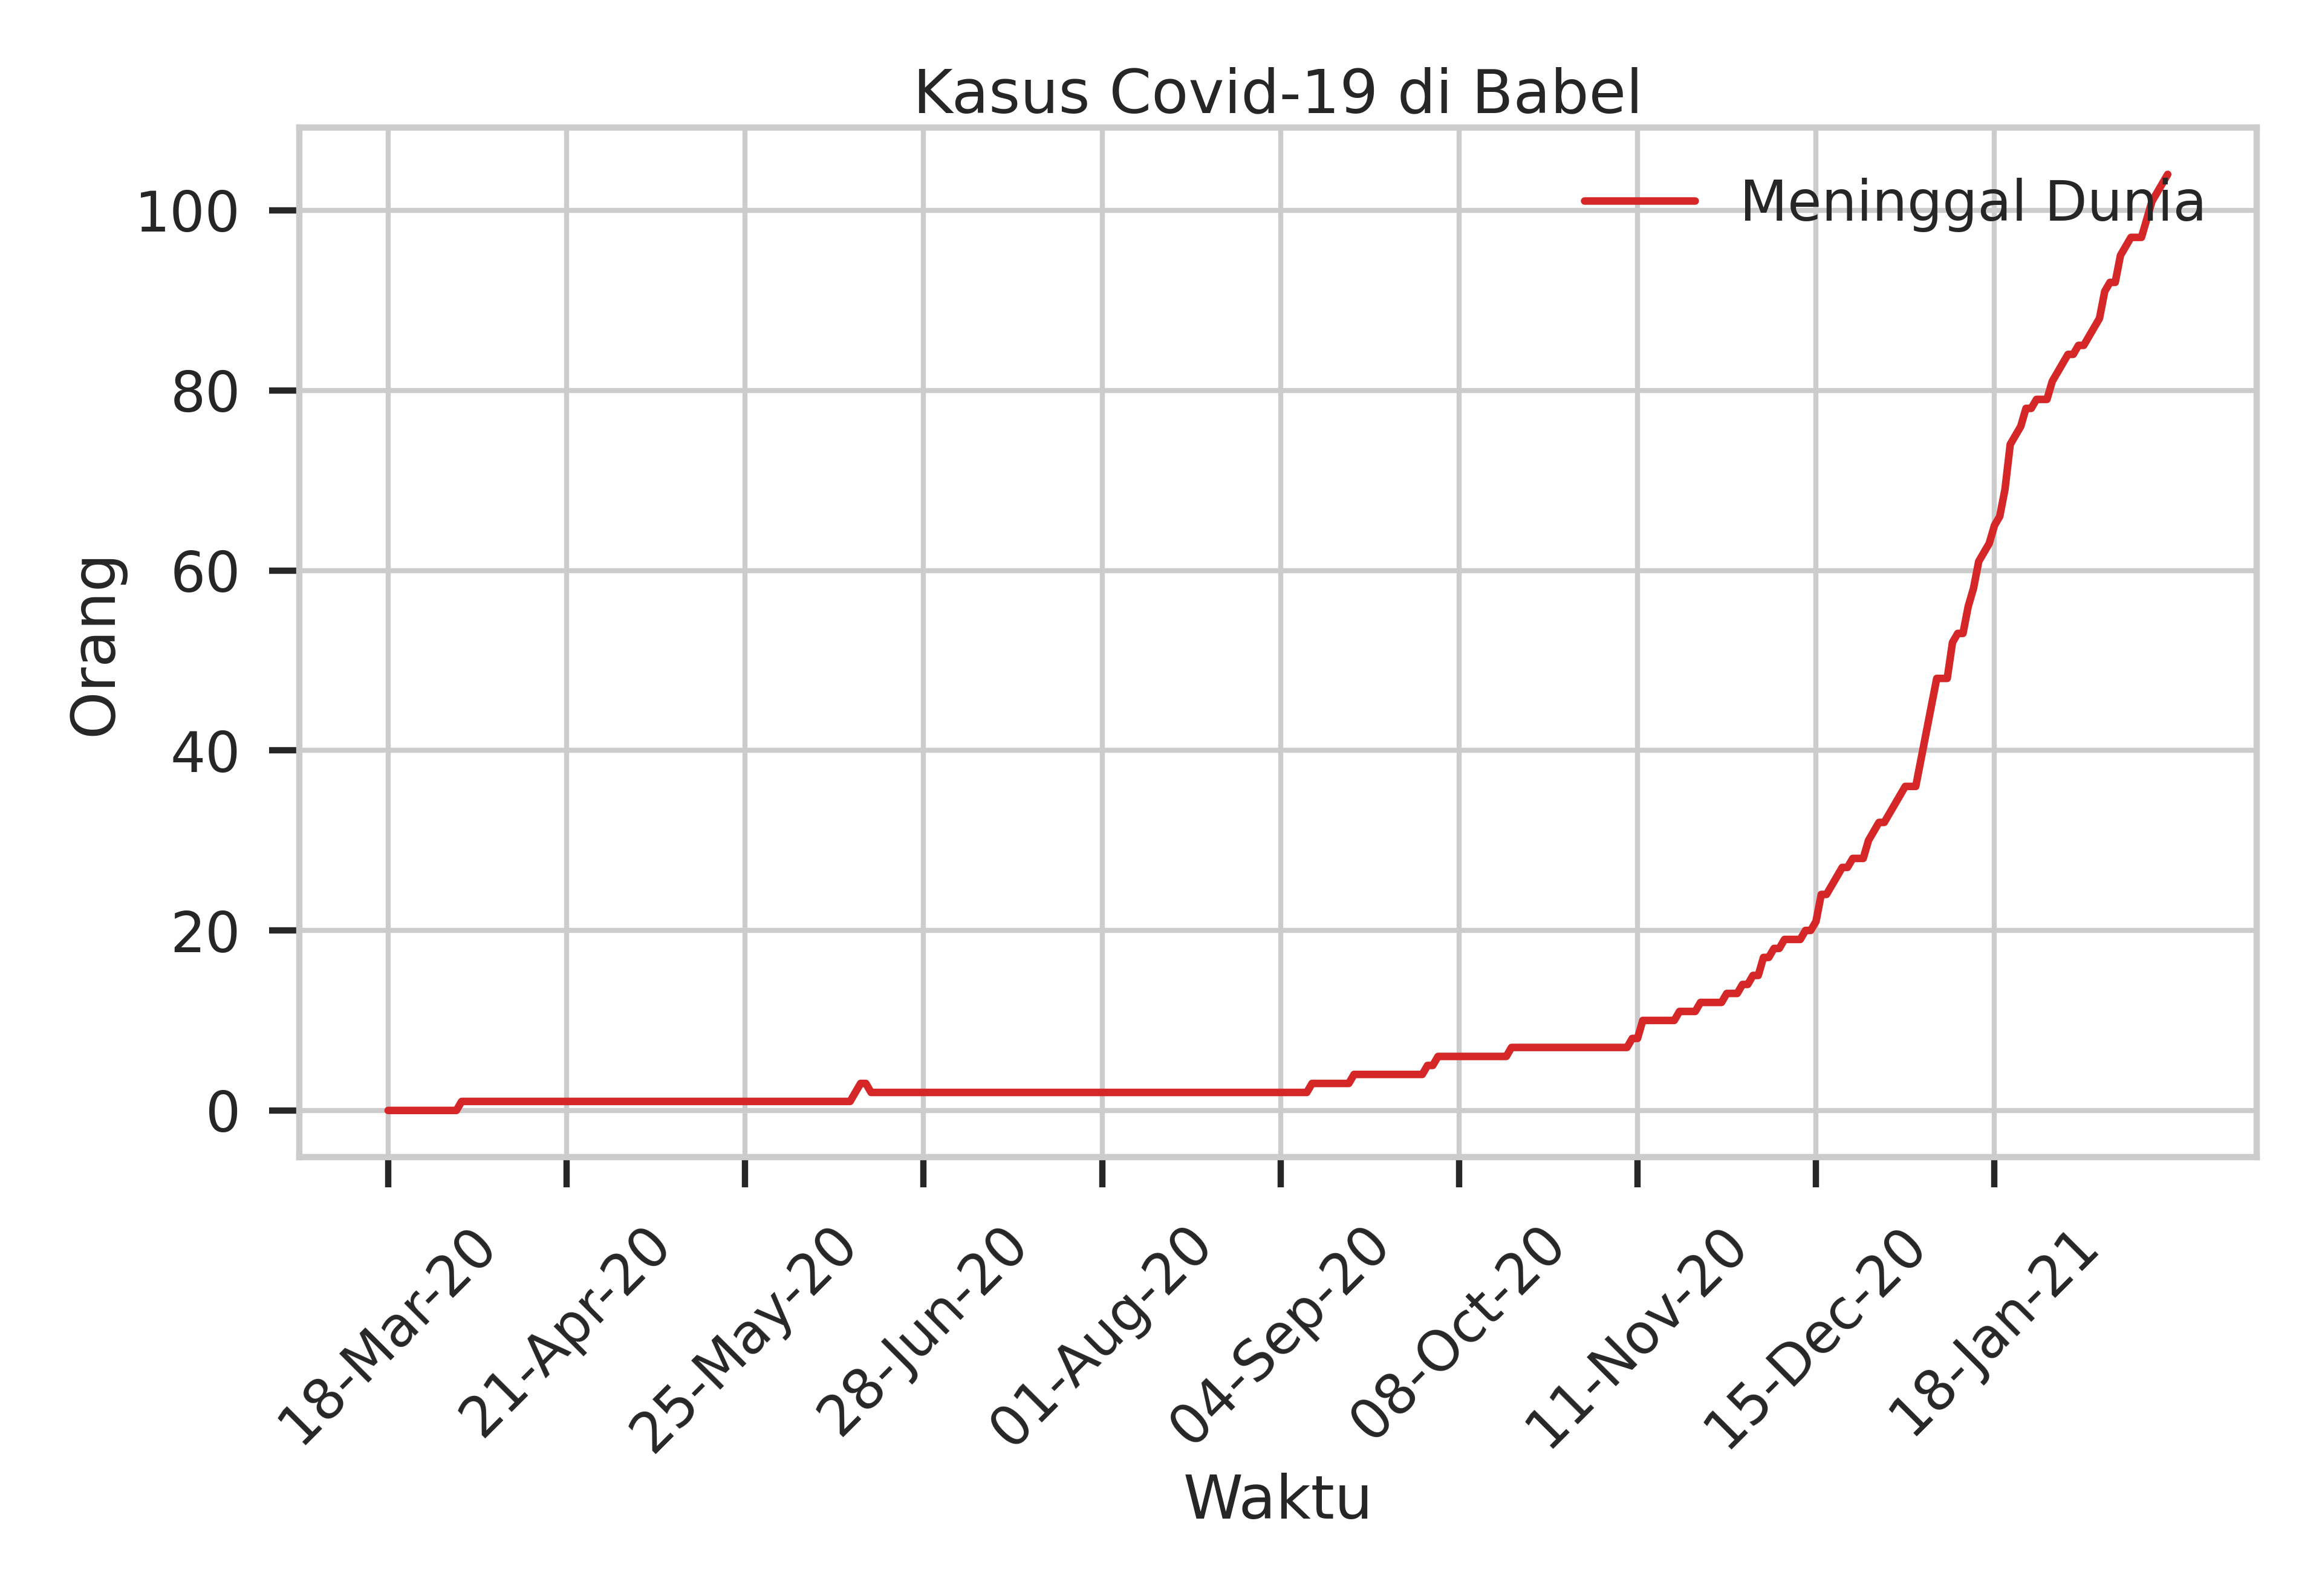 Kasus Covid-19 di Babel
Meninggal Dunia
100
80
60
40
20
0
Orang
18-Mar-20
21-Apr-20
25-May-20
28-Jun-20
01-Aug-20
04-Sep-20
08-Oct-20
11-Nov-20
15-Dec-20
18-Jan-21
Waktu